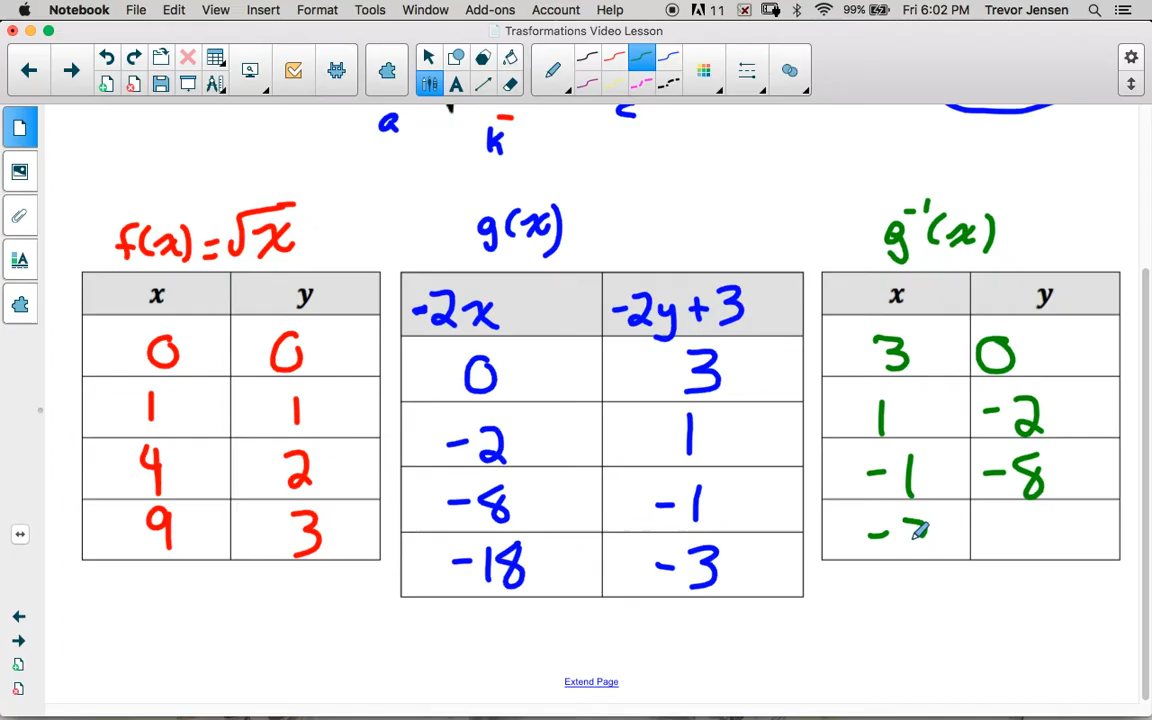 Notebook File Edit View Insert Format Tools Window Add-ons Account Help 11 99% Fri 6:02 PM Trevor Jensen
Trasformations Video Lesson
a
k
c
f(x) = √x
g(x)
g⁻¹(x)
x y
-2x -2y + 3
x y
0 0
0 3
3 0
1 1
-2 1
1 -2
4 2
-8 -1
-1 -8
9 3
-18 -3
Extend Page